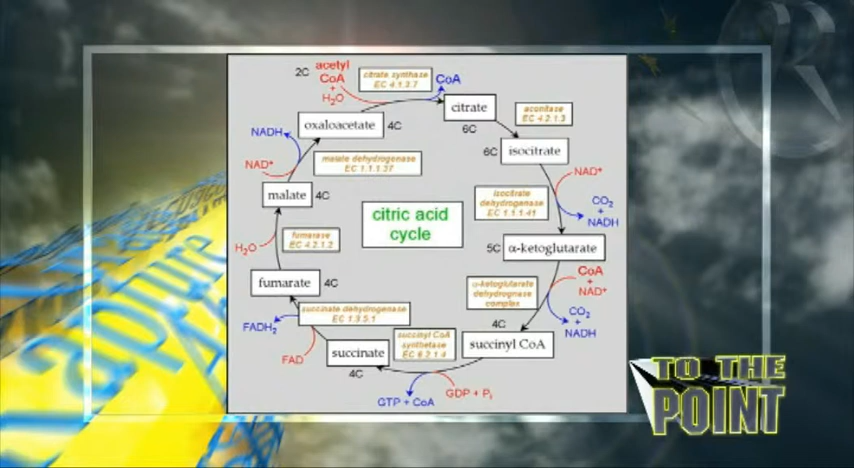 2C acetyl
CoA
+
H₂O
citrate synthase
EC 4.1.3.7
CoA
citrate
6C
aconitase
EC 4.2.1.3
6C isocitrate
NAD⁺
isocitrate
dehydrogenase
EC 1.1.1.41
CO₂
+
NADH
5C α-ketoglutarate
CoA
+
NAD⁺
α-ketoglutarate
dehydrognase
complex
CO₂
+
NADH
4C
succinyl CoA
succinyl CoA
synthetase
EC 6.2.1.4
GDP + Pᵢ
GTP + CoA
succinate
4C
succinate dehydrogenase
EC 1.3.5.1
FADH₂
FAD
fumarate 4C
fumarase
EC 4.2.1.2
H₂O
malate 4C
malate dehydrogenase
EC 1.1.1.37
NADH
NAD⁺
oxaloacetate 4C
citric acid
cycle
TO THE
POINT